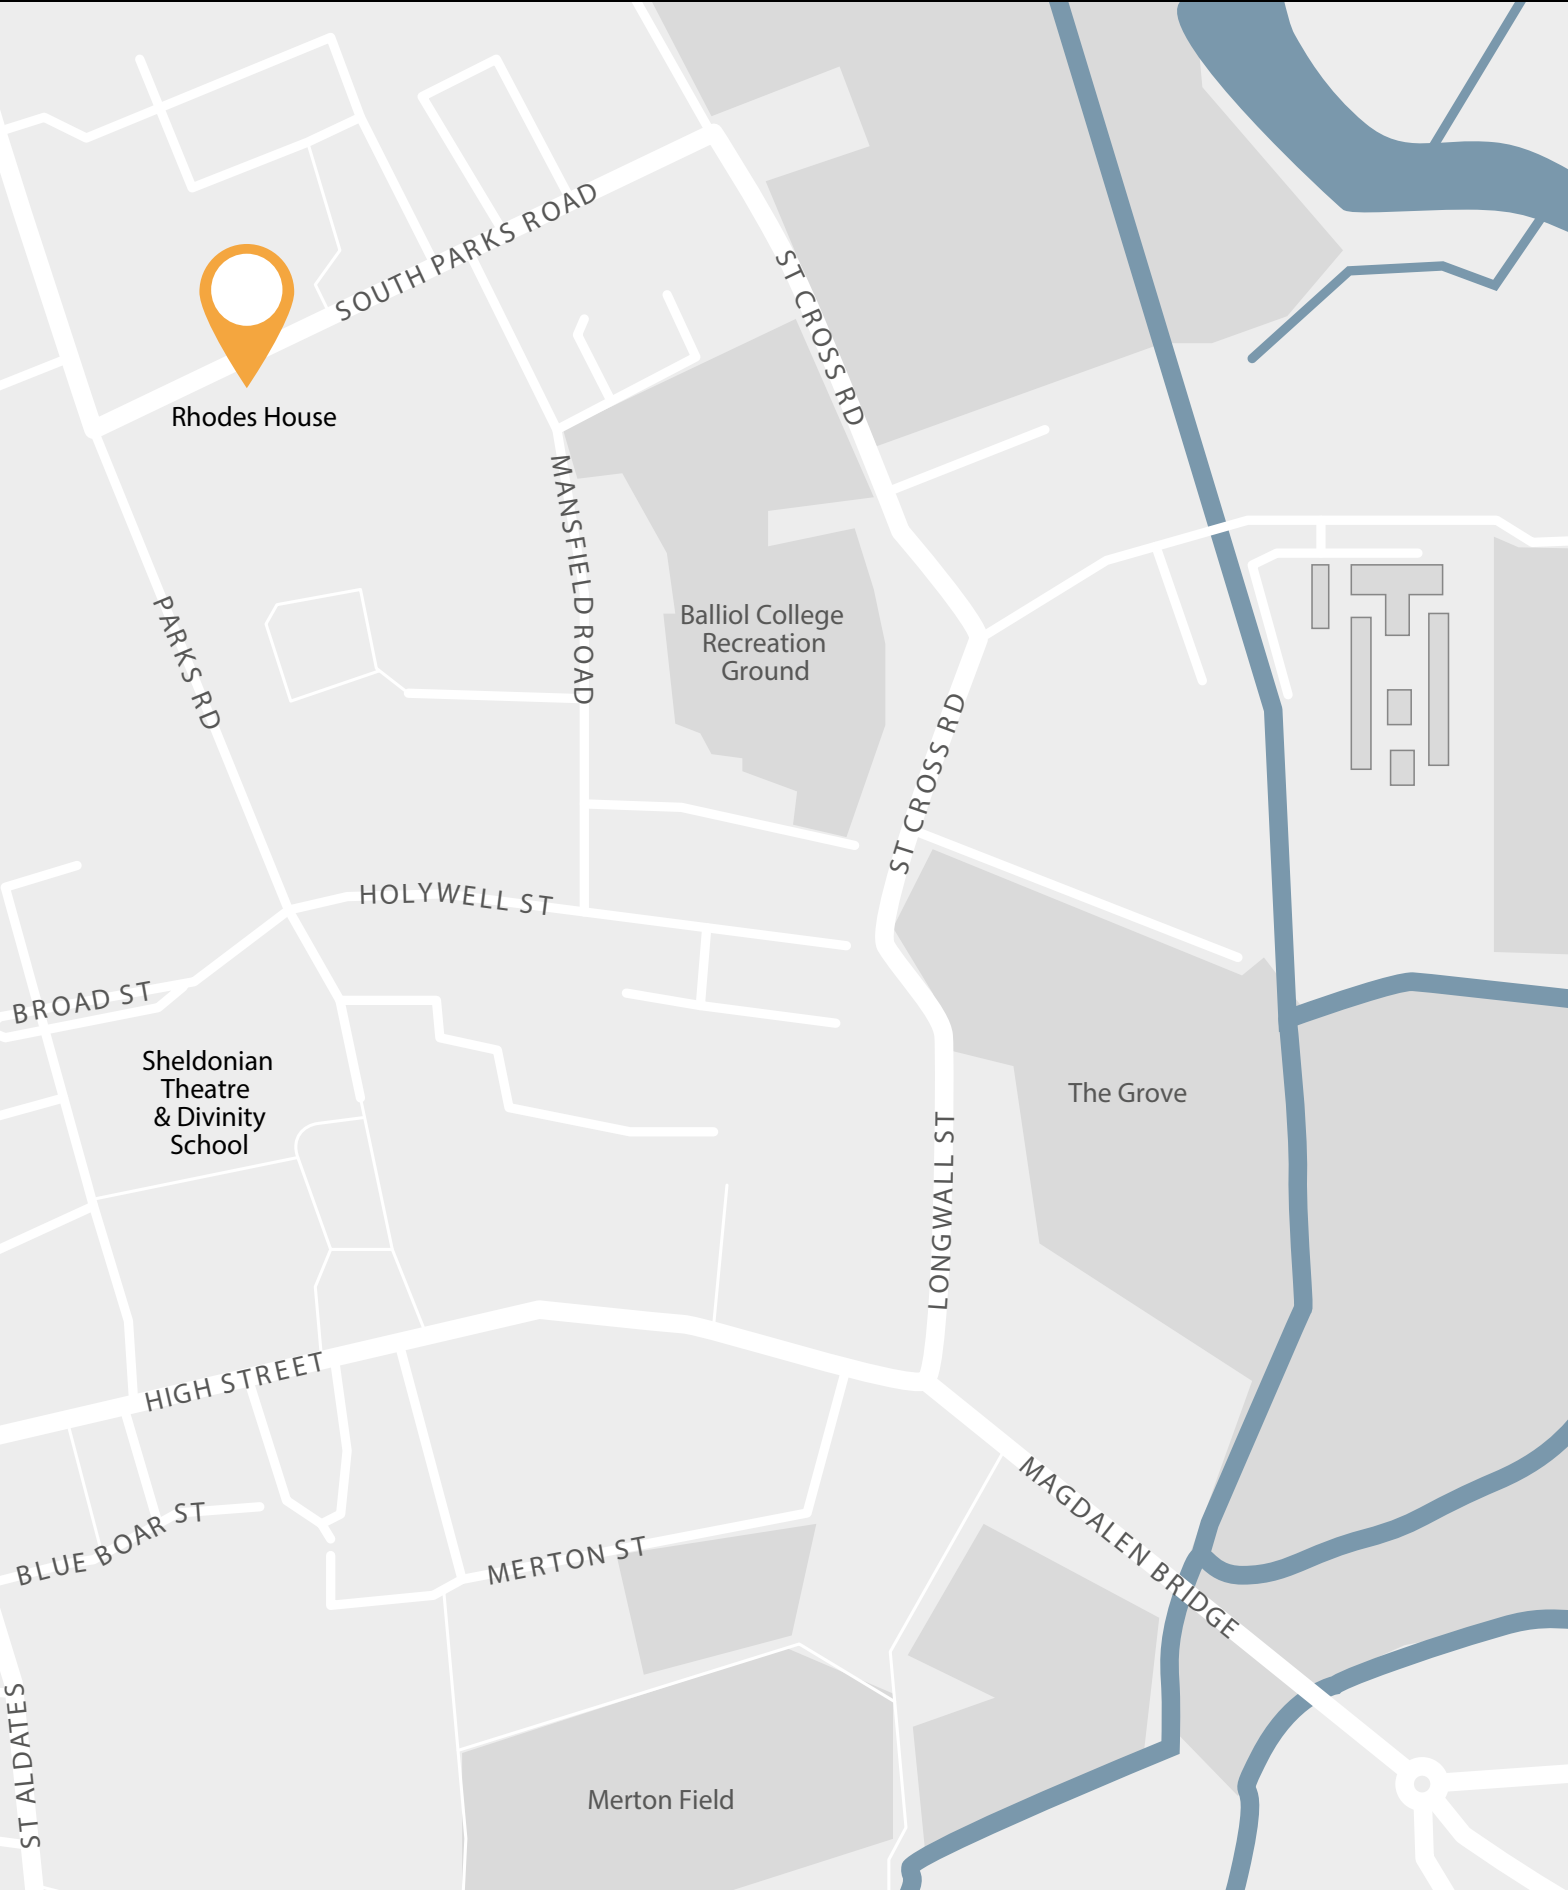 SOUTH PARKS ROAD
ST CROSS RD
Rhodes House
MANSFIELD ROAD
PARKS RD
Balliol College
Recreation
Ground
ST CROSS RD
HOLYWELL ST
BROAD ST
Sheldonian
Theatre
& Divinity
School
The Grove
LONGWALL ST
HIGH STREET
MAGDALEN BRIDGE
BLUE BOAR ST
MERTON ST
ST ALDATES
Merton Field